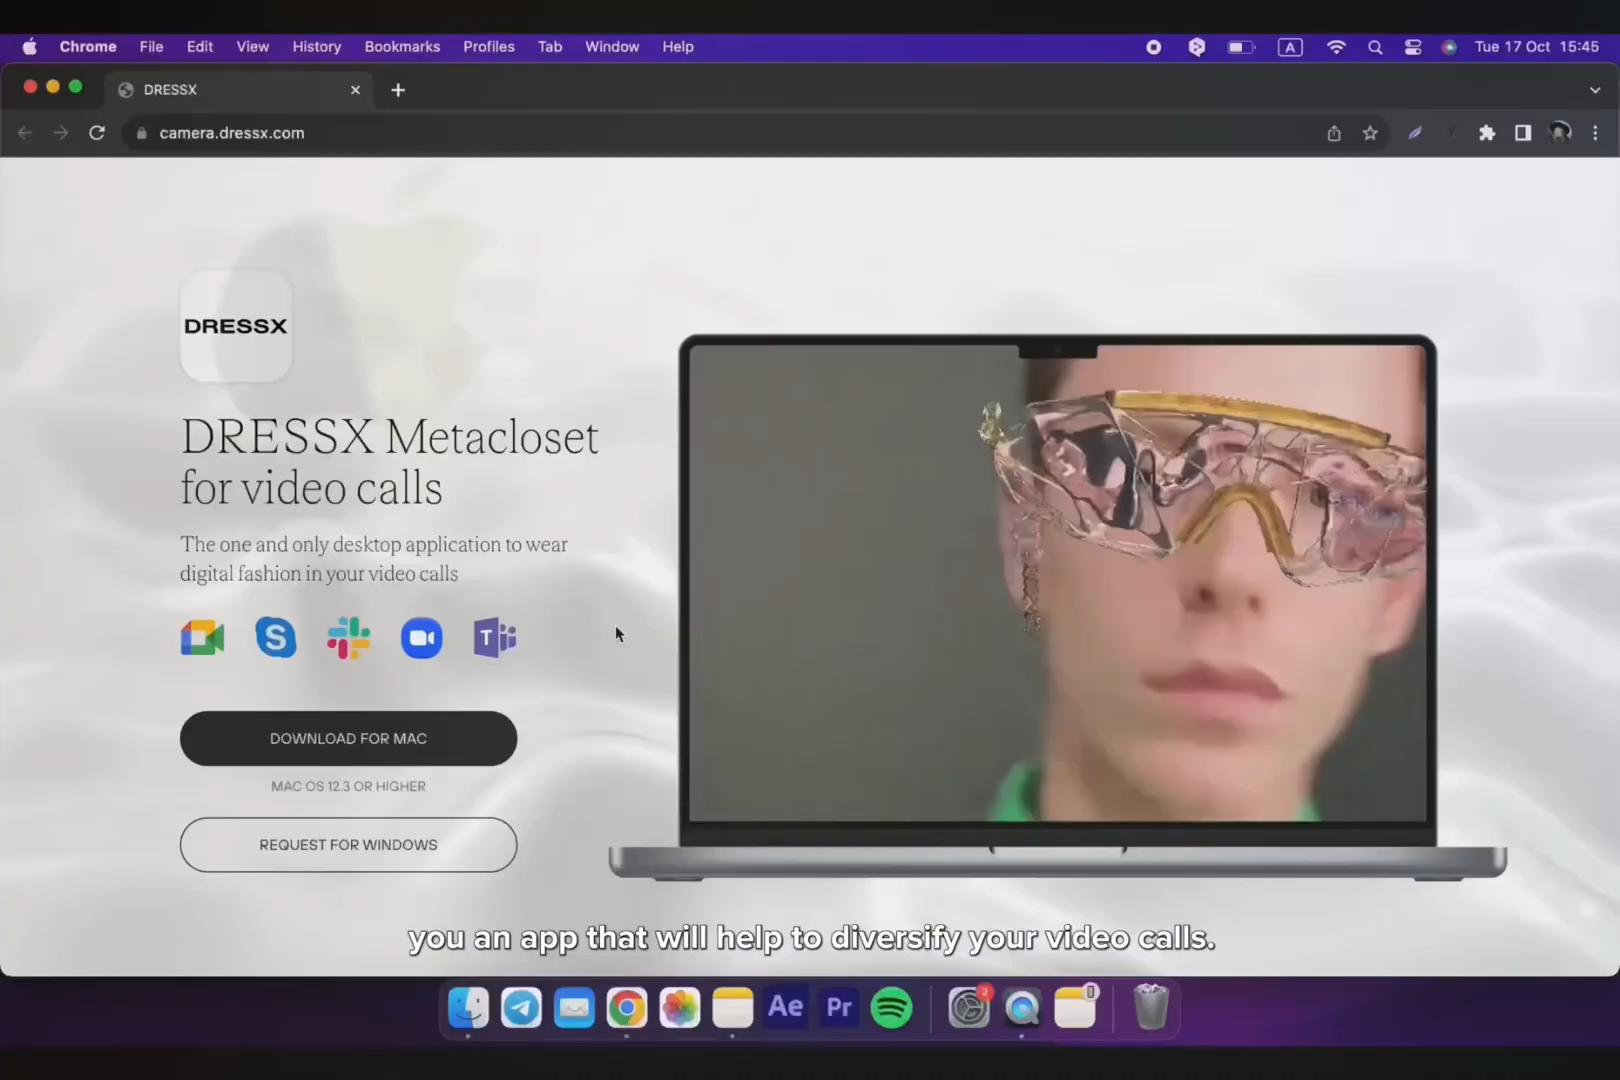 Chrome File Edit View History Bookmarks Profiles Tab Window Help A Tue 17 Oct 15:45
DRESSX
camera.dressx.com
DRESSX
DRESSX Metacloset
for video calls
The one and only desktop application to wear
digital fashion in your video calls
S
T
DOWNLOAD FOR MAC
MAC OS 12.3 OR HIGHER
REQUEST FOR WINDOWS
you an app that will help to diversify your video calls.
Ae Pr 2